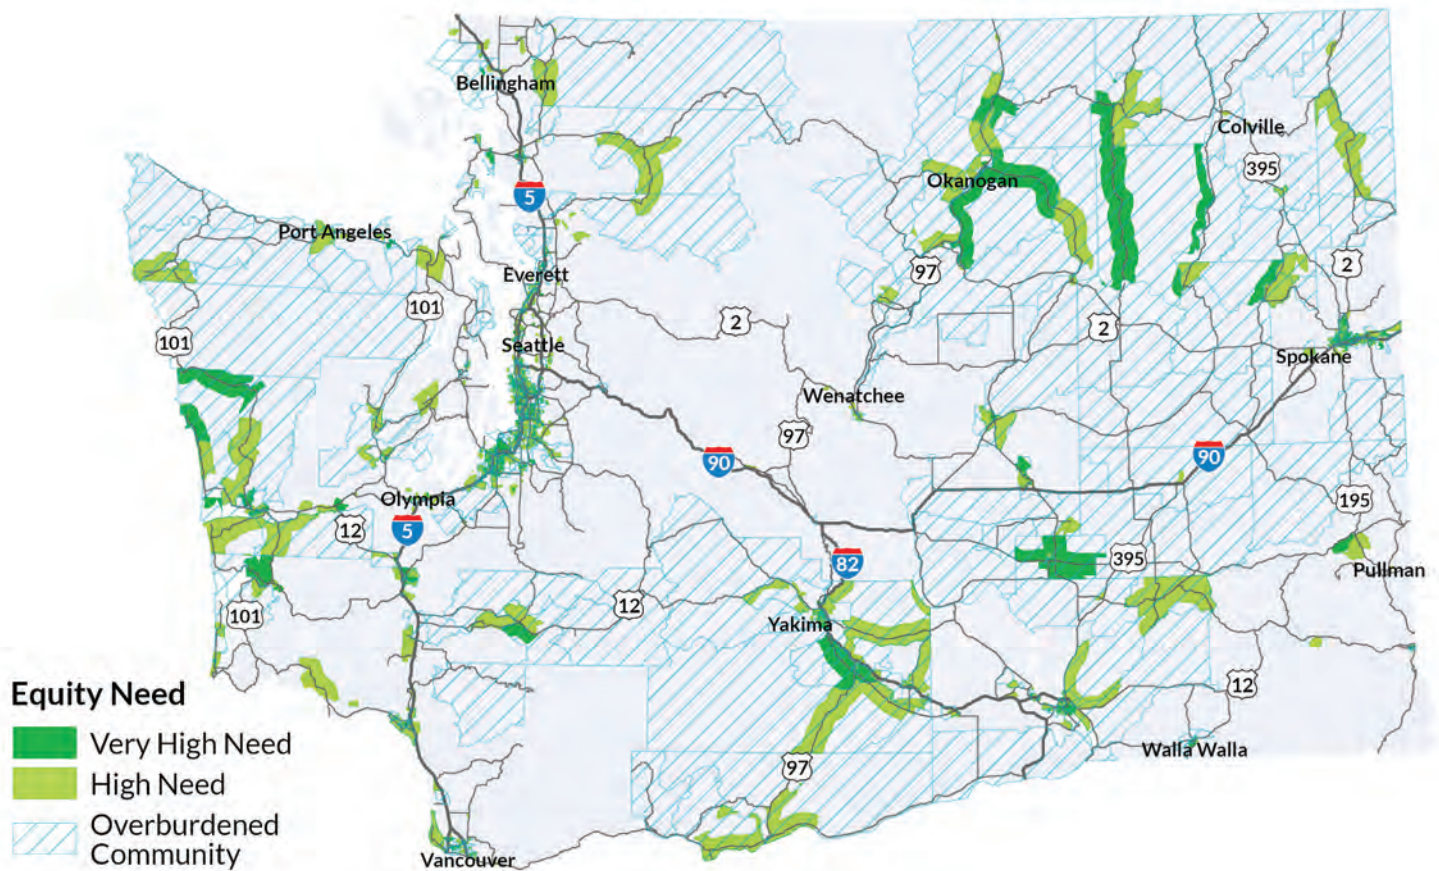 Bellingham
Colville
395
Okanogan
5
Port Angeles
97
2
Everett
101
101
2
2
Seattle
Spokane
Wenatchee
97
90
90
Olympia
195
12
5
395
82
Pullman
12
101
Yakima
12
Walla Walla
97
Vancouver
Equity Need
Very High Need
High Need
Overburdened
Community